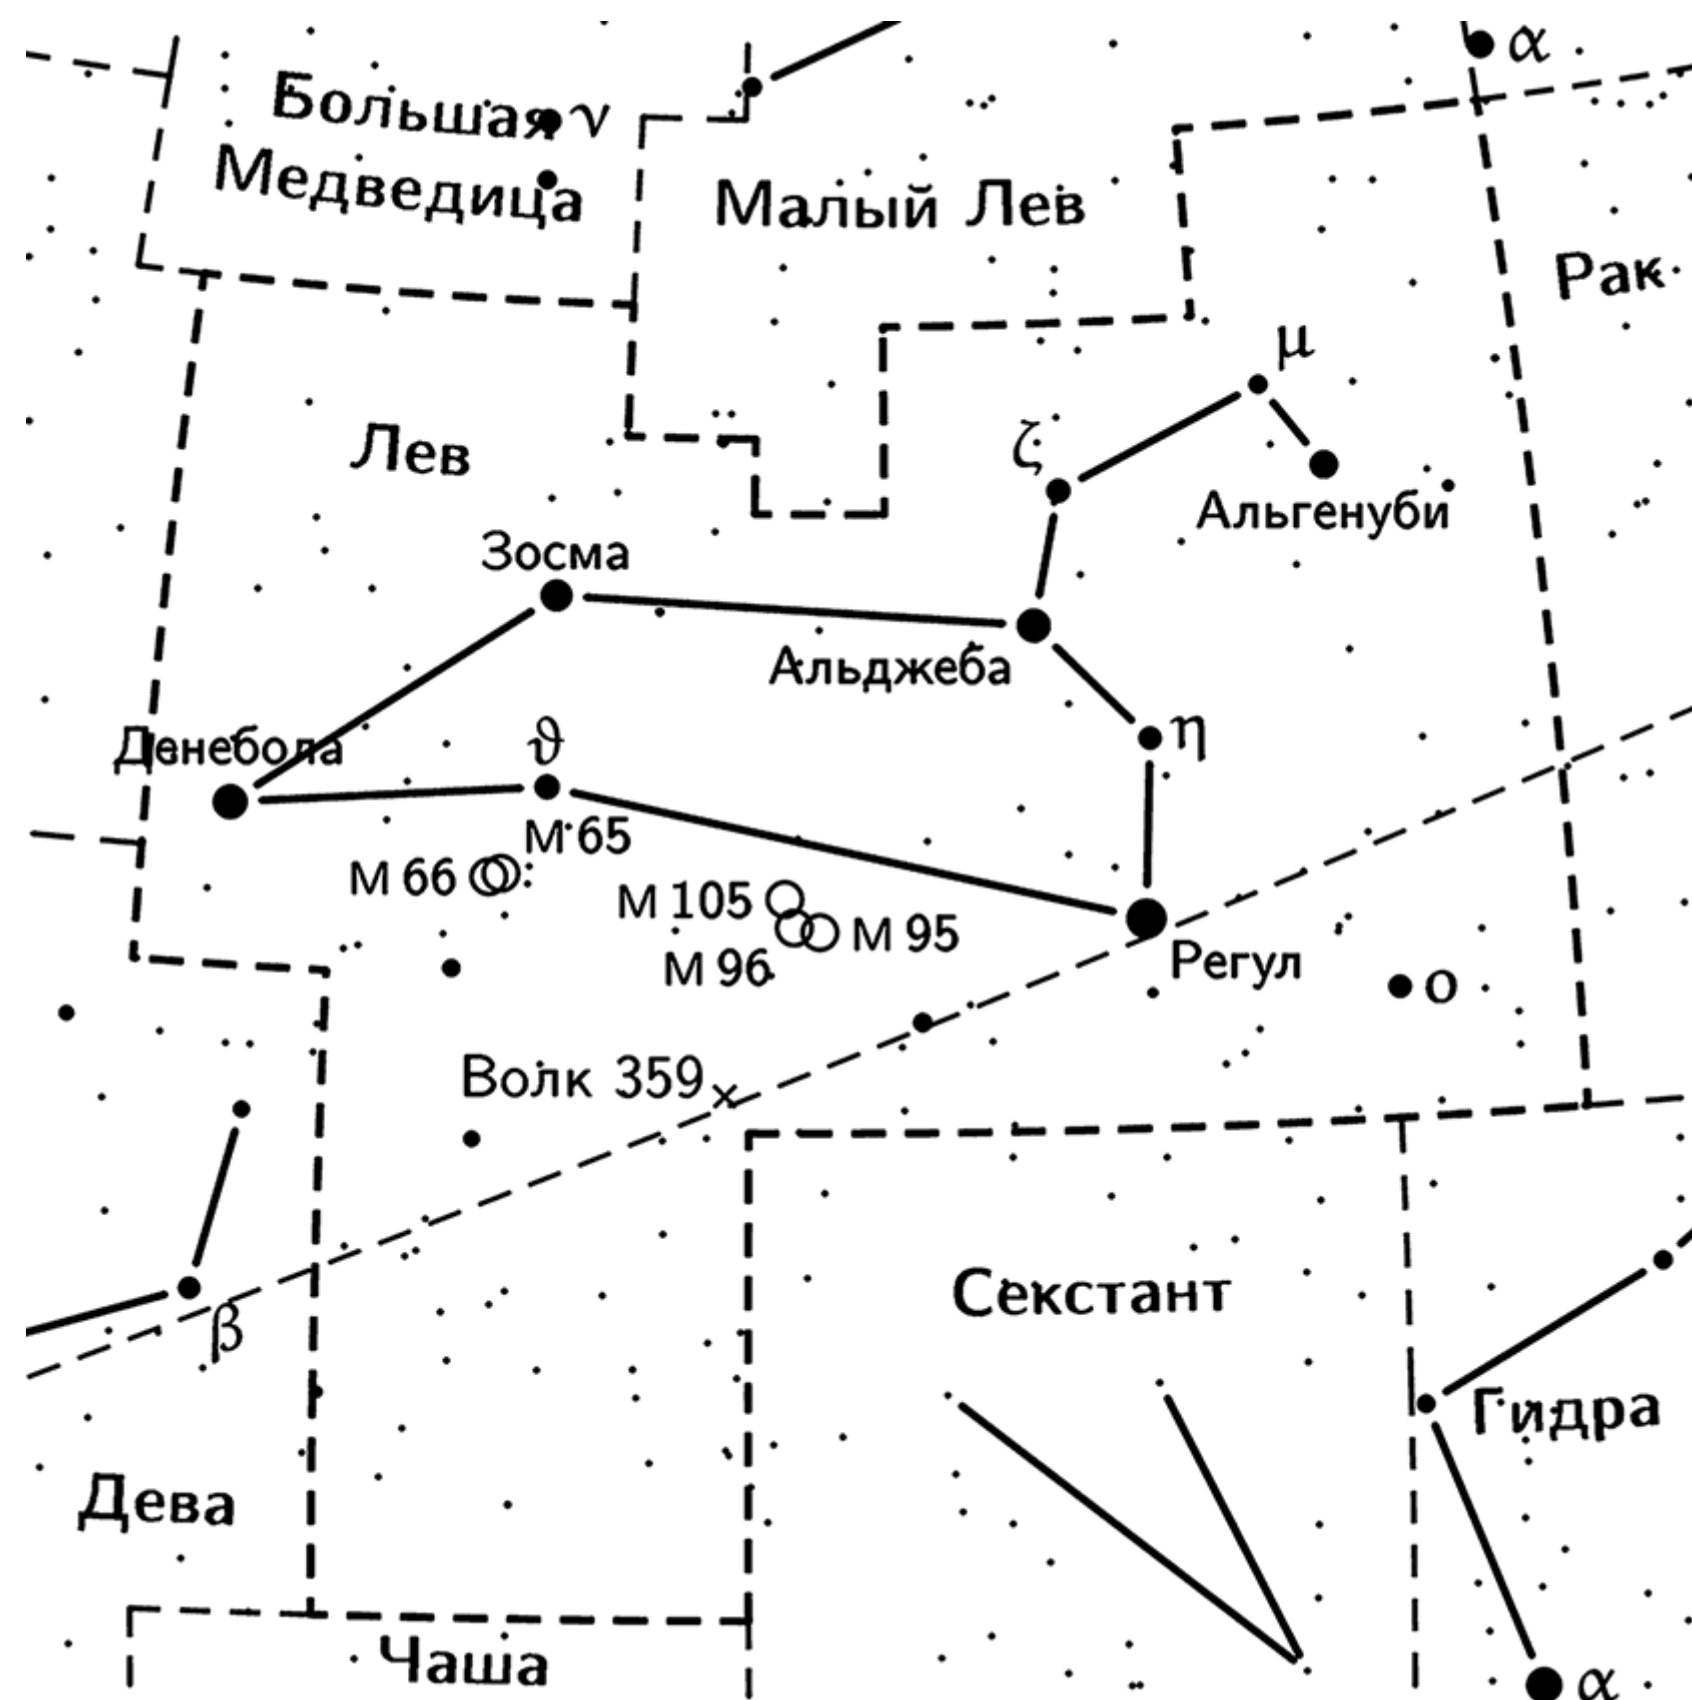 α
Большая ν
Медведица
Малый Лев
Рак
μ
ζ
Лев
Альгенуби
Зосма
Альджеба
η
Денебола
ϑ
M 65
M 66
M 105
M 95
M 96
Регул
ο
Волк 359
Секстант
β
Гидра
Дева
Чаша
α